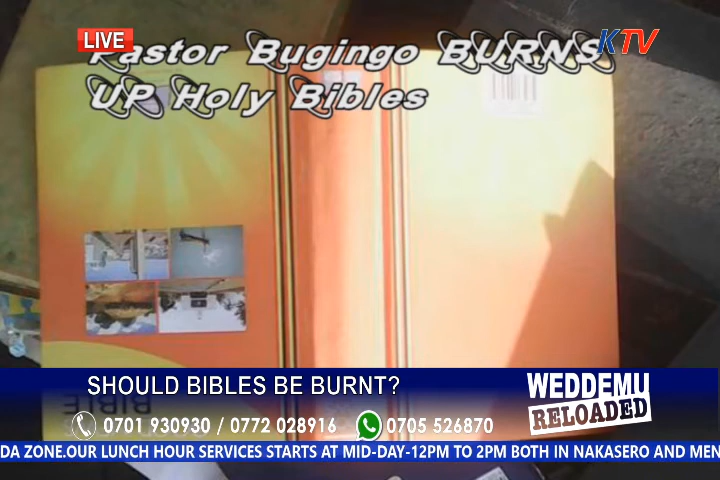 LIVE
KTV
Pastor Bugingo BURNS
UP Holy Bibles
BIBLE
SHOULD BIBLES BE BURNT?
0701 930930 / 0772 028916 0705 526870
WEDDEMU
RELOADED
DA ZONE.OUR LUNCH HOUR SERVICES STARTS AT MID-DAY-12PM TO 2PM BOTH IN NAKASERO AND MEN